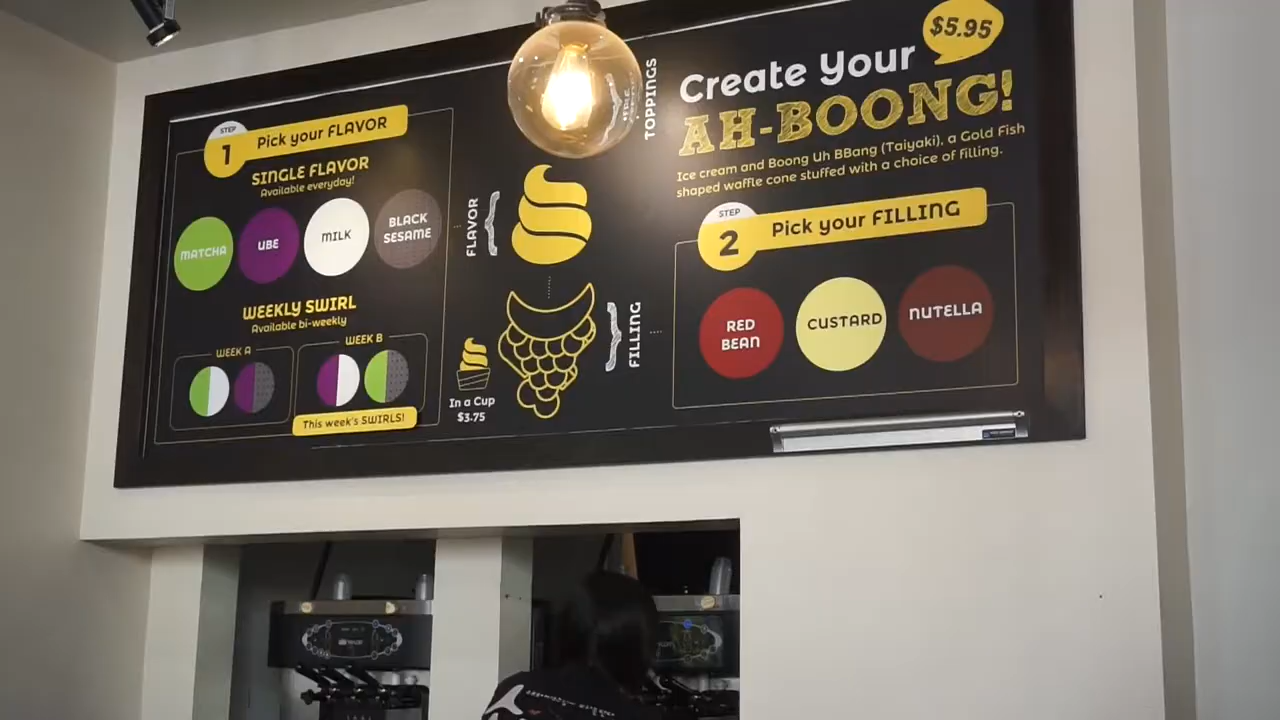 STEP
1
Pick your FLAVOR
SINGLE FLAVOR
Available everyday!
MATCHA
UBE
MILK
BLACK
SESAME
WEEKLY SWIRL
Available bi-weekly
WEEK A
WEEK B
This week's SWIRLS!
FLAVOR
TOPPINGS
FILLING
In a Cup
$3.75
$5.95
Create Your
AH-BOONG!
Ice cream and Boong Uh BBang (Taiyaki), a Gold Fish
shaped waffle cone stuffed with a choice of filling.
STEP
2
Pick your FILLING
RED
BEAN
CUSTARD
NUTELLA